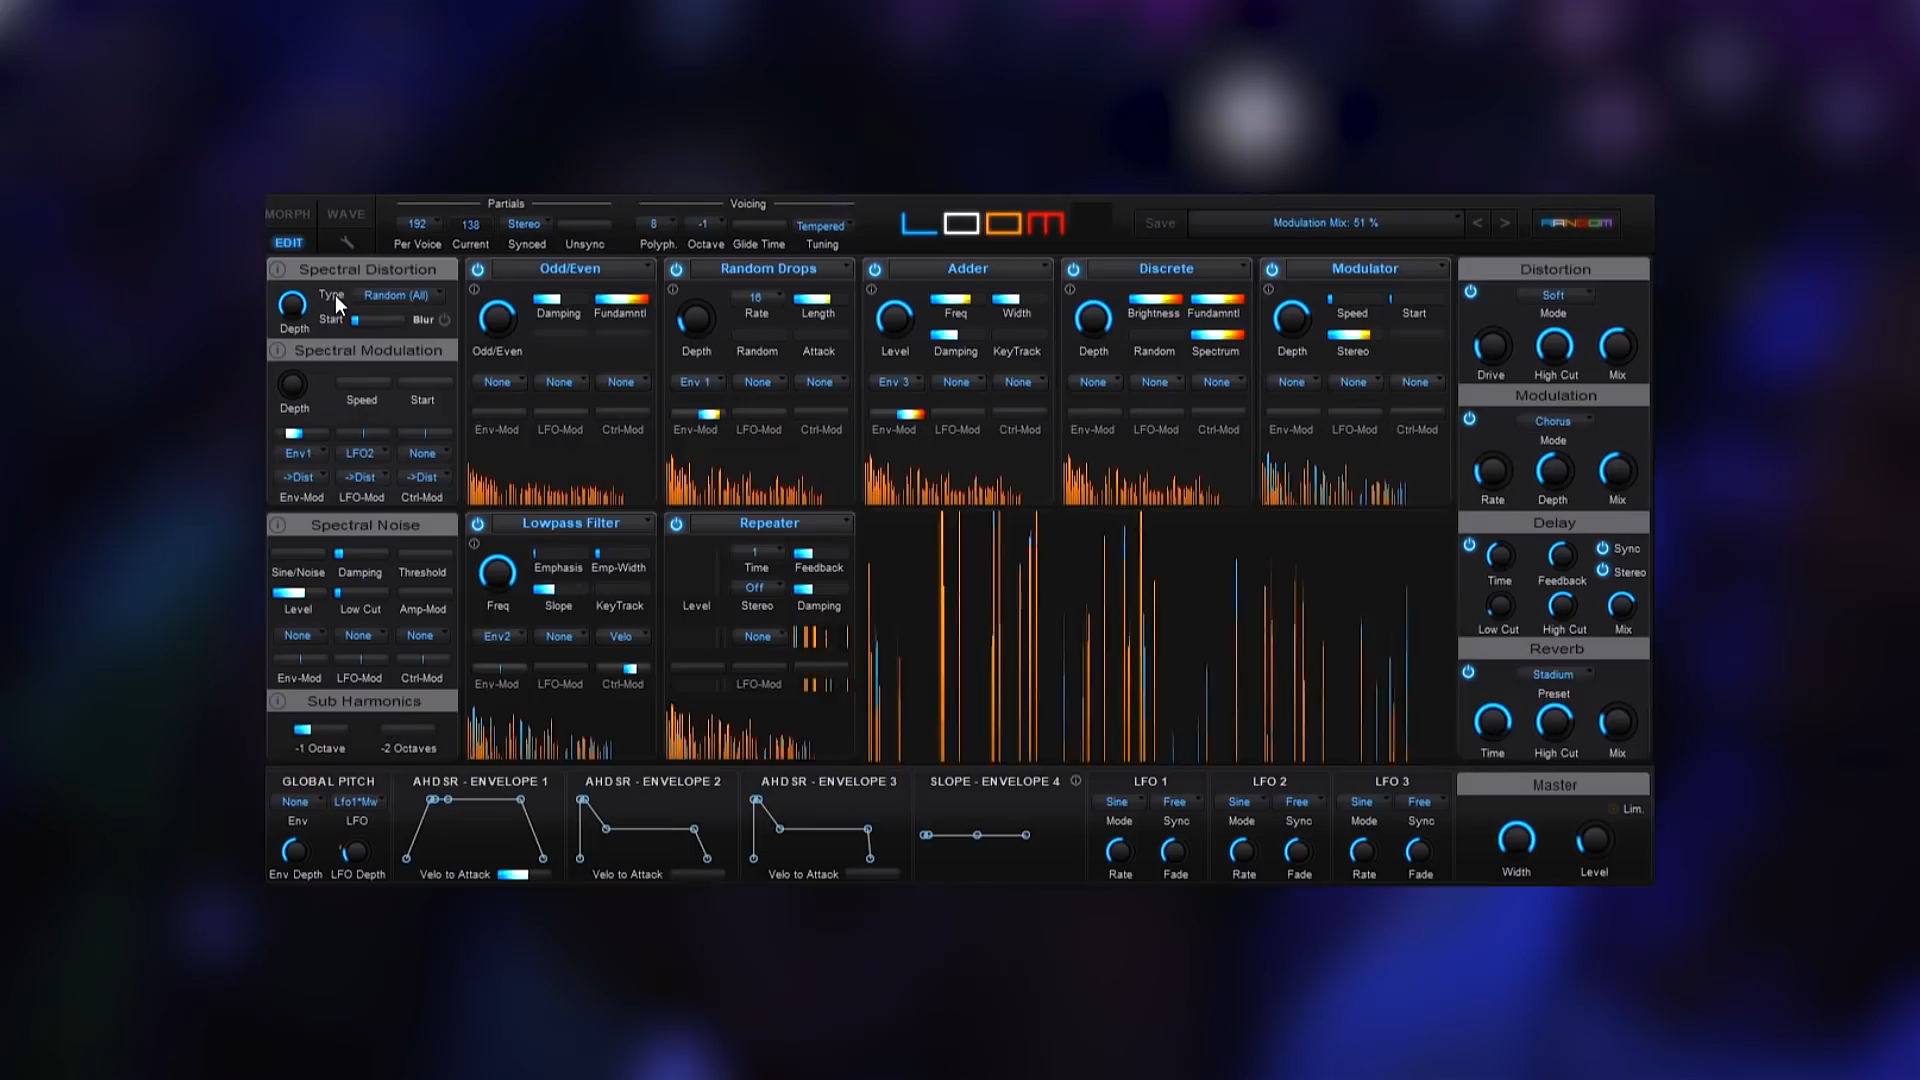 MORPH WAVE
EDIT
Partials
192 138 Stereo
Per Voice Current Synced Unsync
Voicing
8 -1 Tempered
Polyph. Octave Glide Time Tuning
LOOM
Save Modulation Mix: 51 % < > RANDOM
Spectral Distortion
Type Random (All)
Depth Start Blur
Spectral Modulation
Depth Speed Start
Env1 LFO2 None
->Dist ->Dist ->Dist
Env-Mod LFO-Mod Ctrl-Mod
Odd/Even
Damping Fundamntl
Odd/Even
None None None
Env-Mod LFO-Mod Ctrl-Mod
Random Drops
16
Rate Length
Depth Random Attack
Env 1 None None
Env-Mod LFO-Mod Ctrl-Mod
Adder
Freq Width
Level Damping KeyTrack
Env 3 None None
Env-Mod LFO-Mod Ctrl-Mod
Discrete
Brightness Fundamntl
Depth Random Spectrum
None None None
Env-Mod LFO-Mod Ctrl-Mod
Modulator
Speed Start
Depth Stereo
None None None
Env-Mod LFO-Mod Ctrl-Mod
Distortion
Soft
Mode
Drive High Cut Mix
Modulation
Chorus
Mode
Rate Depth Mix
Spectral Noise
Sine/Noise Damping Threshold
Level Low Cut Amp-Mod
None None None
Env-Mod LFO-Mod Ctrl-Mod
Sub Harmonics
-1 Octave -2 Octaves
Lowpass Filter
Emphasis Emp-Width
Freq Slope KeyTrack
Env2 None Velo
Env-Mod LFO-Mod Ctrl-Mod
Repeater
1
Time Feedback
Off
Level Stereo Damping
None
LFO-Mod
Delay
Sync
Time Feedback Stereo
Low Cut High Cut Mix
Reverb
Stadium
Preset
Time High Cut Mix
GLOBAL PITCH
None Lfo1*Mw
Env LFO
Env Depth LFO Depth
AHDSR - ENVELOPE 1
Velo to Attack
AHDSR - ENVELOPE 2
Velo to Attack
AHDSR - ENVELOPE 3
Velo to Attack
SLOPE - ENVELOPE 4
LFO 1
Sine Free
Mode Sync
Rate Fade
LFO 2
Sine Free
Mode Sync
Rate Fade
LFO 3
Sine Free
Mode Sync
Rate Fade
Master
Lim.
Width Level